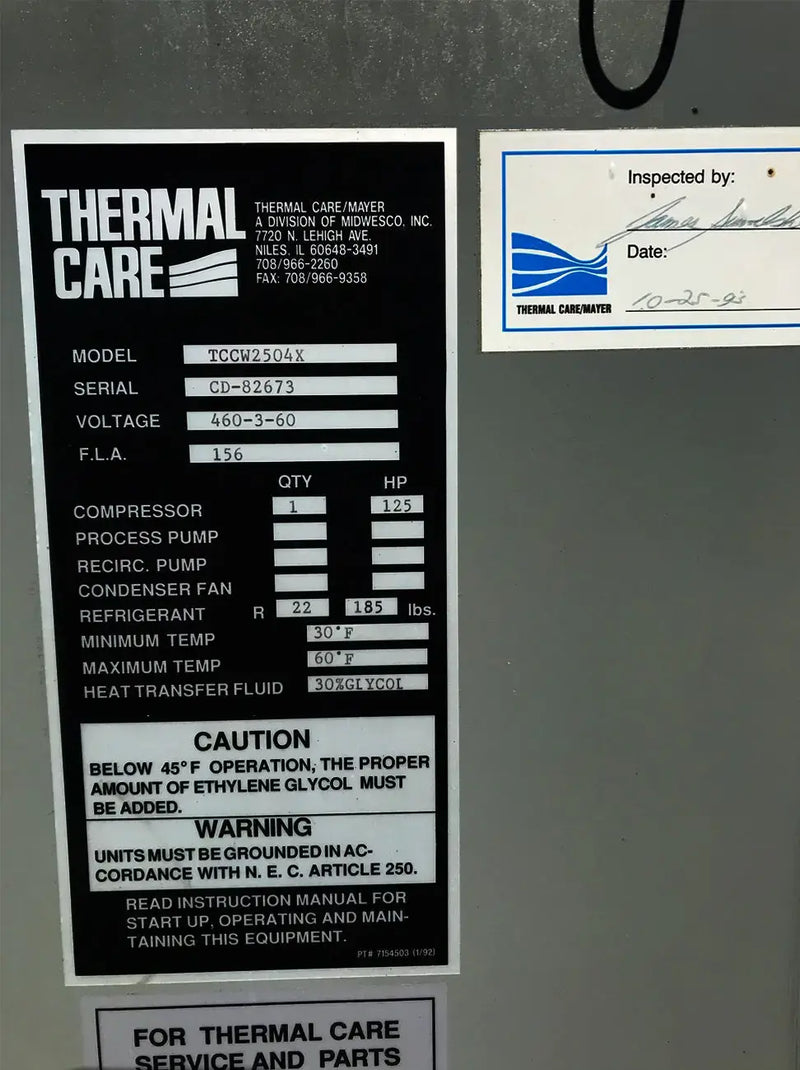 THERMAL
CARE
THERMAL CARE/MAYER
A DIVISION OF MIDWESCO, INC.
7720 N. LEHIGH AVE.
NILES, IL 60648-3491
708/966-2260
FAX: 708/966-9358
MODEL TCCW2504X
SERIAL CD-82673
VOLTAGE 460-3-60
F.L.A. 156
QTY HP
COMPRESSOR 1 125
PROCESS PUMP
RECIRC. PUMP
CONDENSER FAN
REFRIGERANT R 22 185 lbs.
MINIMUM TEMP 30°F
MAXIMUM TEMP 60°F
HEAT TRANSFER FLUID 30%GLYCOL
CAUTION
BELOW 45°F OPERATION, THE PROPER
AMOUNT OF ETHYLENE GLYCOL MUST
BE ADDED.
WARNING
UNITS MUST BE GROUNDED IN AC-
CORDANCE WITH N. E. C. ARTICLE 250.
READ INSTRUCTION MANUAL FOR
START UP, OPERATING AND MAIN-
TAINING THIS EQUIPMENT.
PT# 7154503 (1/92)
FOR THERMAL CARE
SERVICE AND PARTS
Inspected by:
James
Date:
10-25-93
THERMAL CARE/MAYER